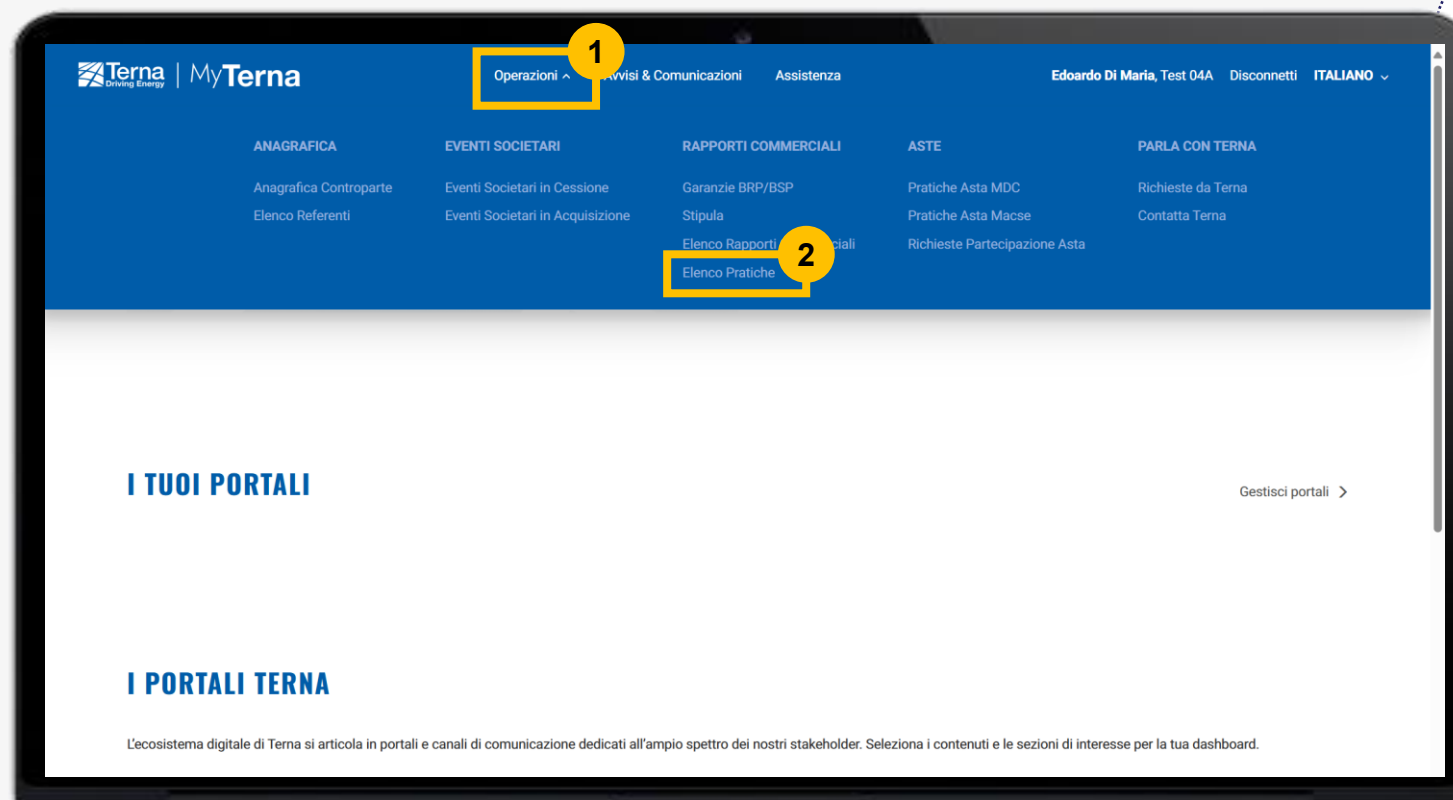 Terna
Driving Energy
MyTerna
Operazioni
1
Avvisi & Comunicazioni
Assistenza
Edoardo Di Maria, Test 04A
Disconnetti
ITALIANO
ANAGRAFICA
Anagrafica Controparte
Elenco Referenti
EVENTI SOCIETARI
Eventi Societari in Cessione
Eventi Societari in Acquisizione
RAPPORTI COMMERCIALI
Garanzie BRP/BSP
Stipula
Elenco Rapporti ciali
2
Elenco Pratiche
ASTE
Pratiche Asta MDC
Pratiche Asta Macse
Richieste Partecipazione Asta
PARLA CON TERNA
Richieste da Terna
Contatta Terna
I TUOI PORTALI
Gestisci portali
I PORTALI TERNA
L'ecosistema digitale di Terna si articola in portali e canali di comunicazione dedicati all'ampio spettro dei nostri stakeholder. Seleziona i contenuti e le sezioni di interesse per la tua dashboard.